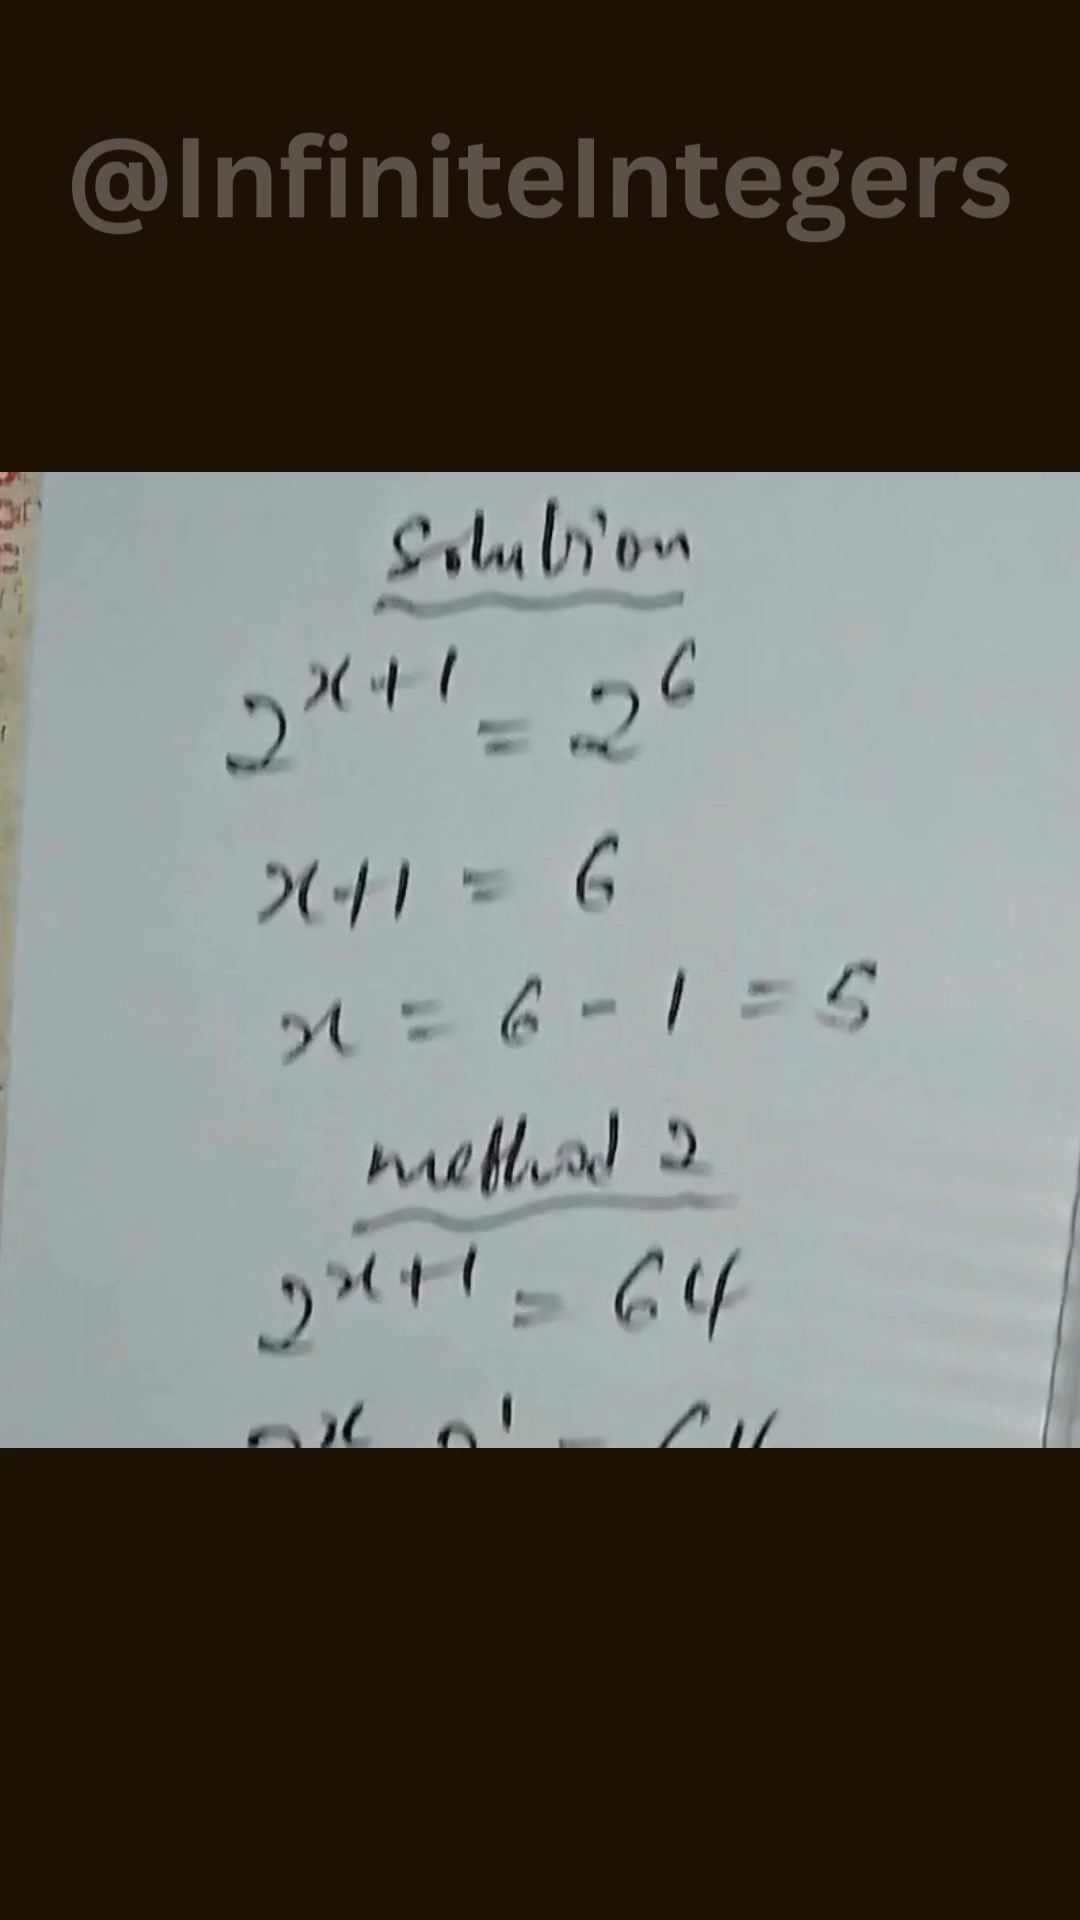 @InfiniteIntegers
Solution
2^{x+1} = 2^6
x+1 = 6
x = 6 - 1 = 5
method 2
2^{x+1} = 64